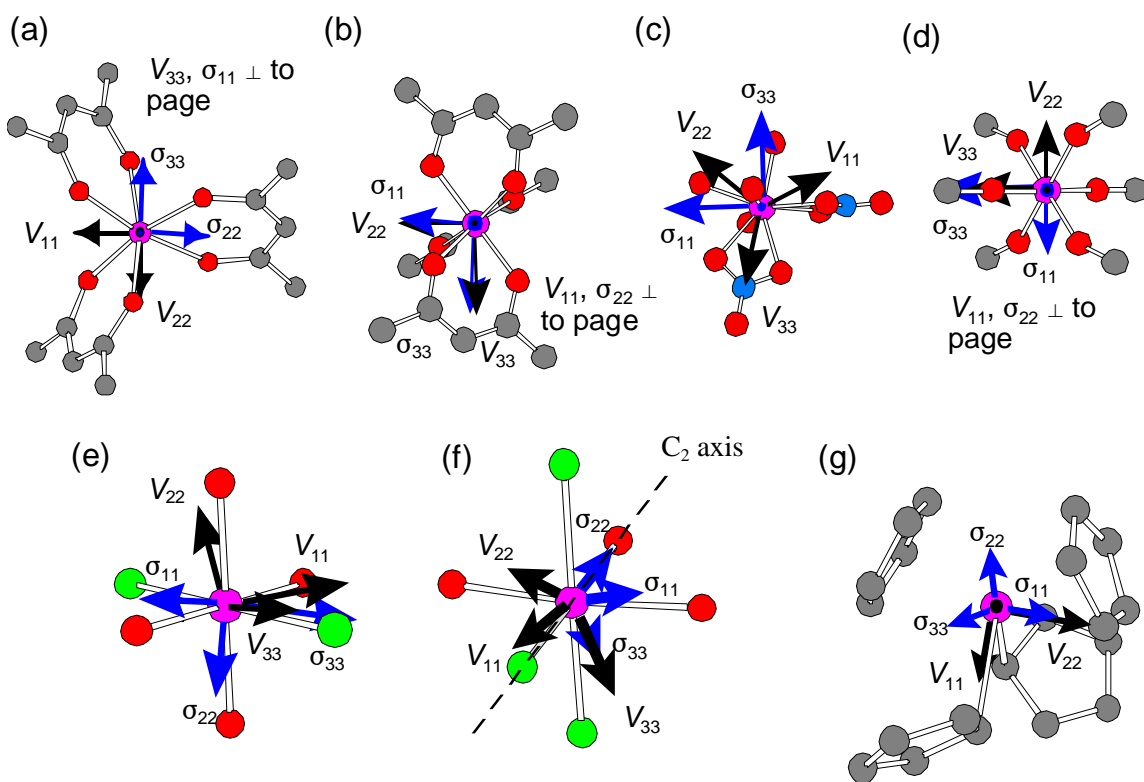 (a)
V₃₃, σ₁₁ ⊥ to
page
σ₃₃
V₁₁
σ₂₂
V₂₂
(b)
σ₁₁
V₂₂
V₁₁, σ₂₂ ⊥
to page
σ₃₃
V₃₃
(c)
σ₃₃
V₂₂
V₁₁
σ₁₁
V₃₃
(d)
V₂₂
V₃₃
σ₃₃
σ₁₁
V₁₁, σ₂₂ ⊥ to
page
(e)
V₂₂
σ₁₁
V₁₁
V₃₃
σ₃₃
σ₂₂
(f)
C₂ axis
σ₂₂
V₂₂
σ₁₁
V₁₁
σ₃₃
V₃₃
(g)
σ₂₂
σ₁₁
σ₃₃
V₂₂
V₁₁